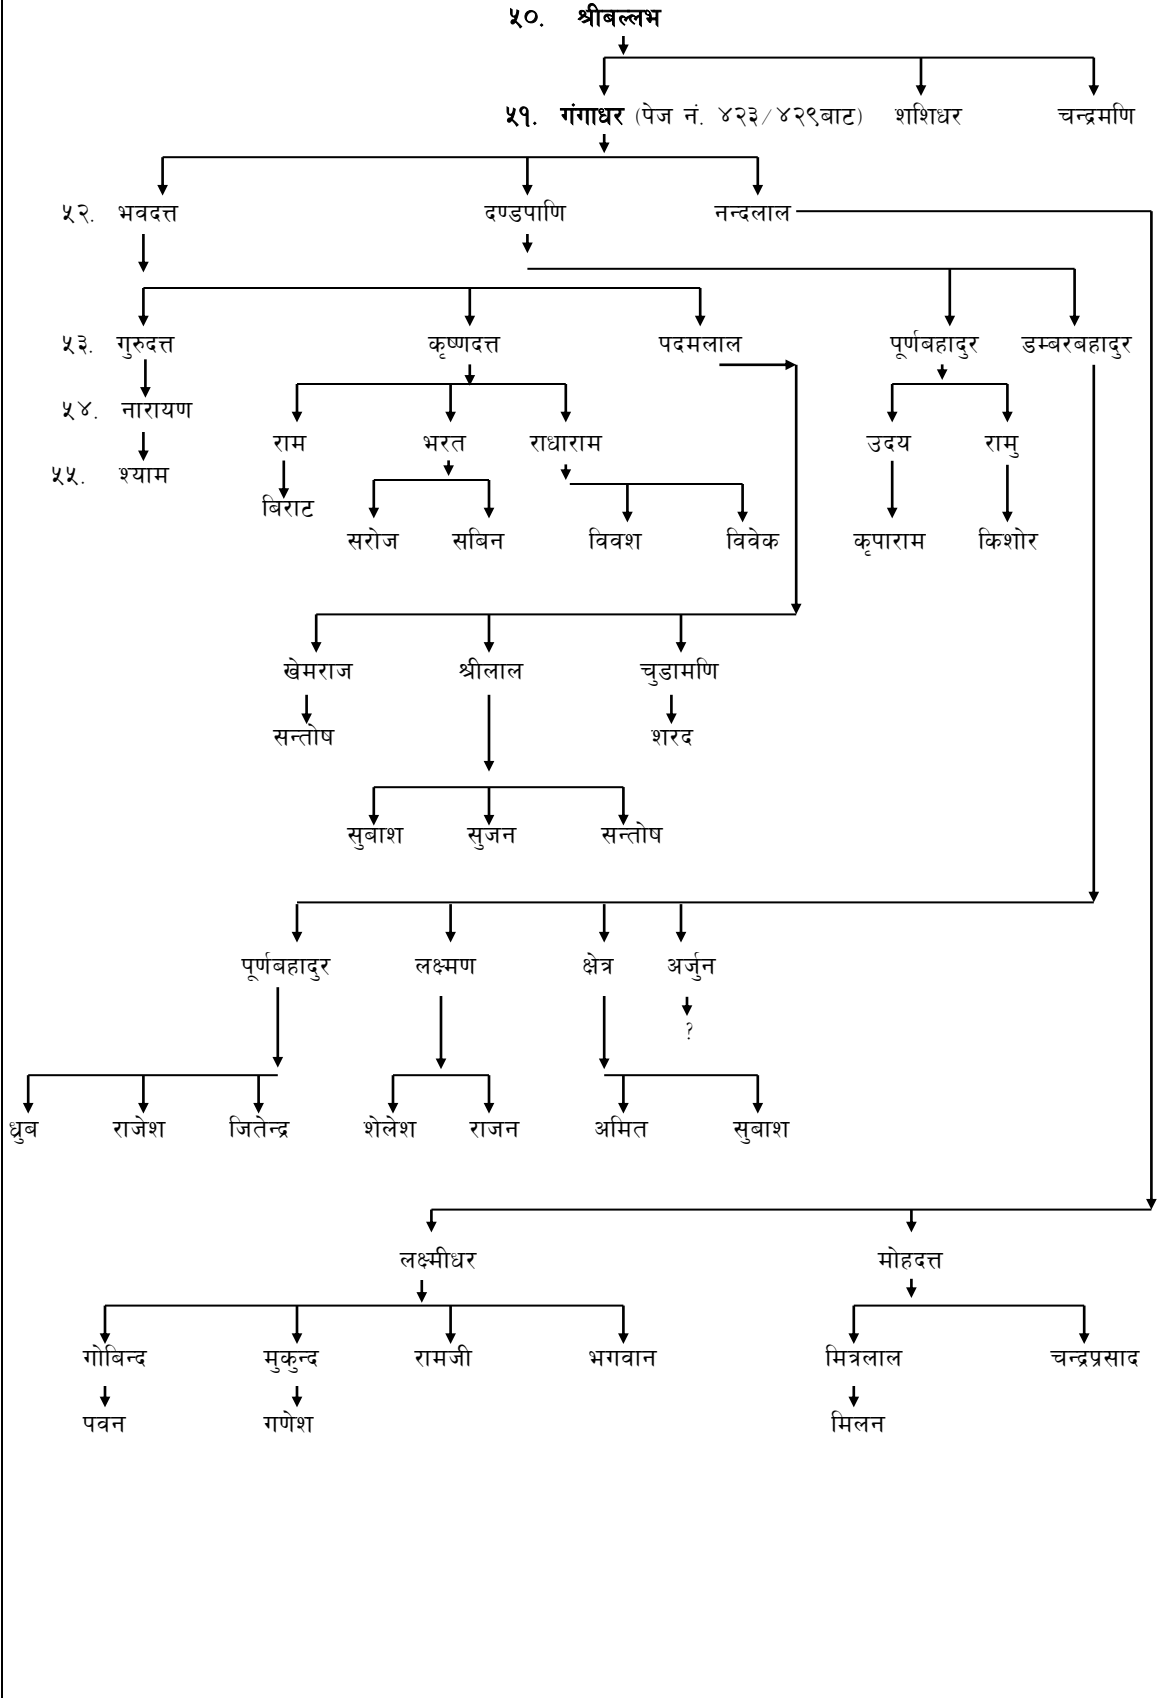 ५०. श्रीबल्लभ
५१. गंगाधर (पेज नं. ४२३/४२९बाट) शशिधर चन्द्रमणि
५२. भवदत्त दण्डपाणि नन्दलाल
५३. गुरुदत्त कृष्णदत्त पदमलाल पूर्णबहादुर डम्बरबहादुर
५४. नारायण
राम भरत राधाराम उदय रामु
५५. श्याम
बिराट
सरोज सबिन विवश विवेक कृपाराम किशोर
खेमराज श्रीलाल चुडामणि
सन्तोष शरद
सुबाश सुजन सन्तोष
पूर्णबहादुर लक्ष्मण क्षेत्र अर्जुन
?
ध्रुब राजेश जितेन्द्र शेलेश राजन अमित सुबाश
लक्ष्मीधर मोहदत्त
गोबिन्द मुकुन्द रामजी भगवान मित्रलाल चन्द्रप्रसाद
पवन गणेश मिलन